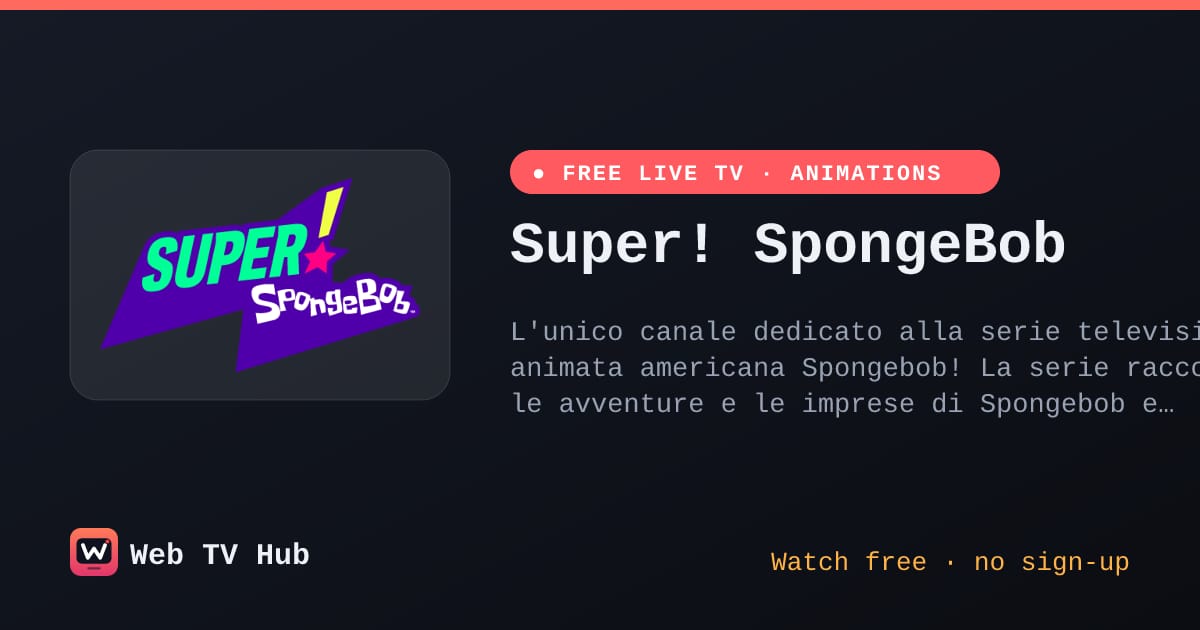 SUPER!
SpongeBob
• FREE LIVE TV · ANIMATIONS
Super! SpongeBob
L'unico canale dedicato alla serie televisi
animata americana Spongebob! La serie racco
le avventure e le imprese di Spongebob e…
W
Web TV Hub
Watch free · no sign-up